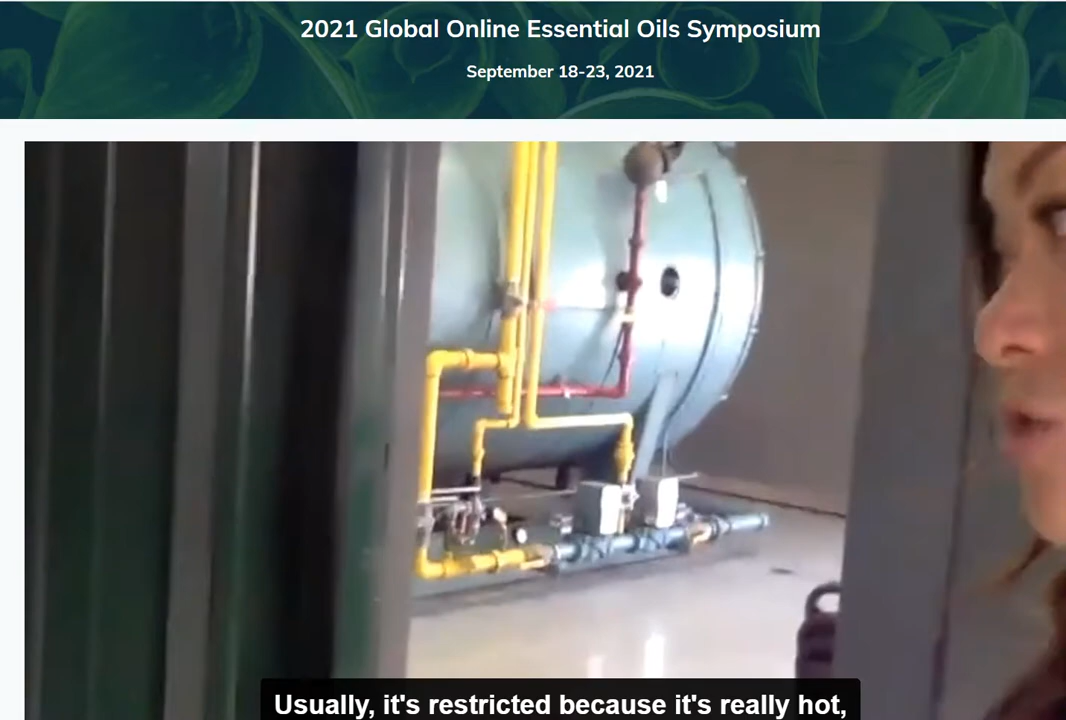 2021 Global Online Essential Oils Symposium
September 18-23, 2021
Usually, it's restricted because it's really hot,